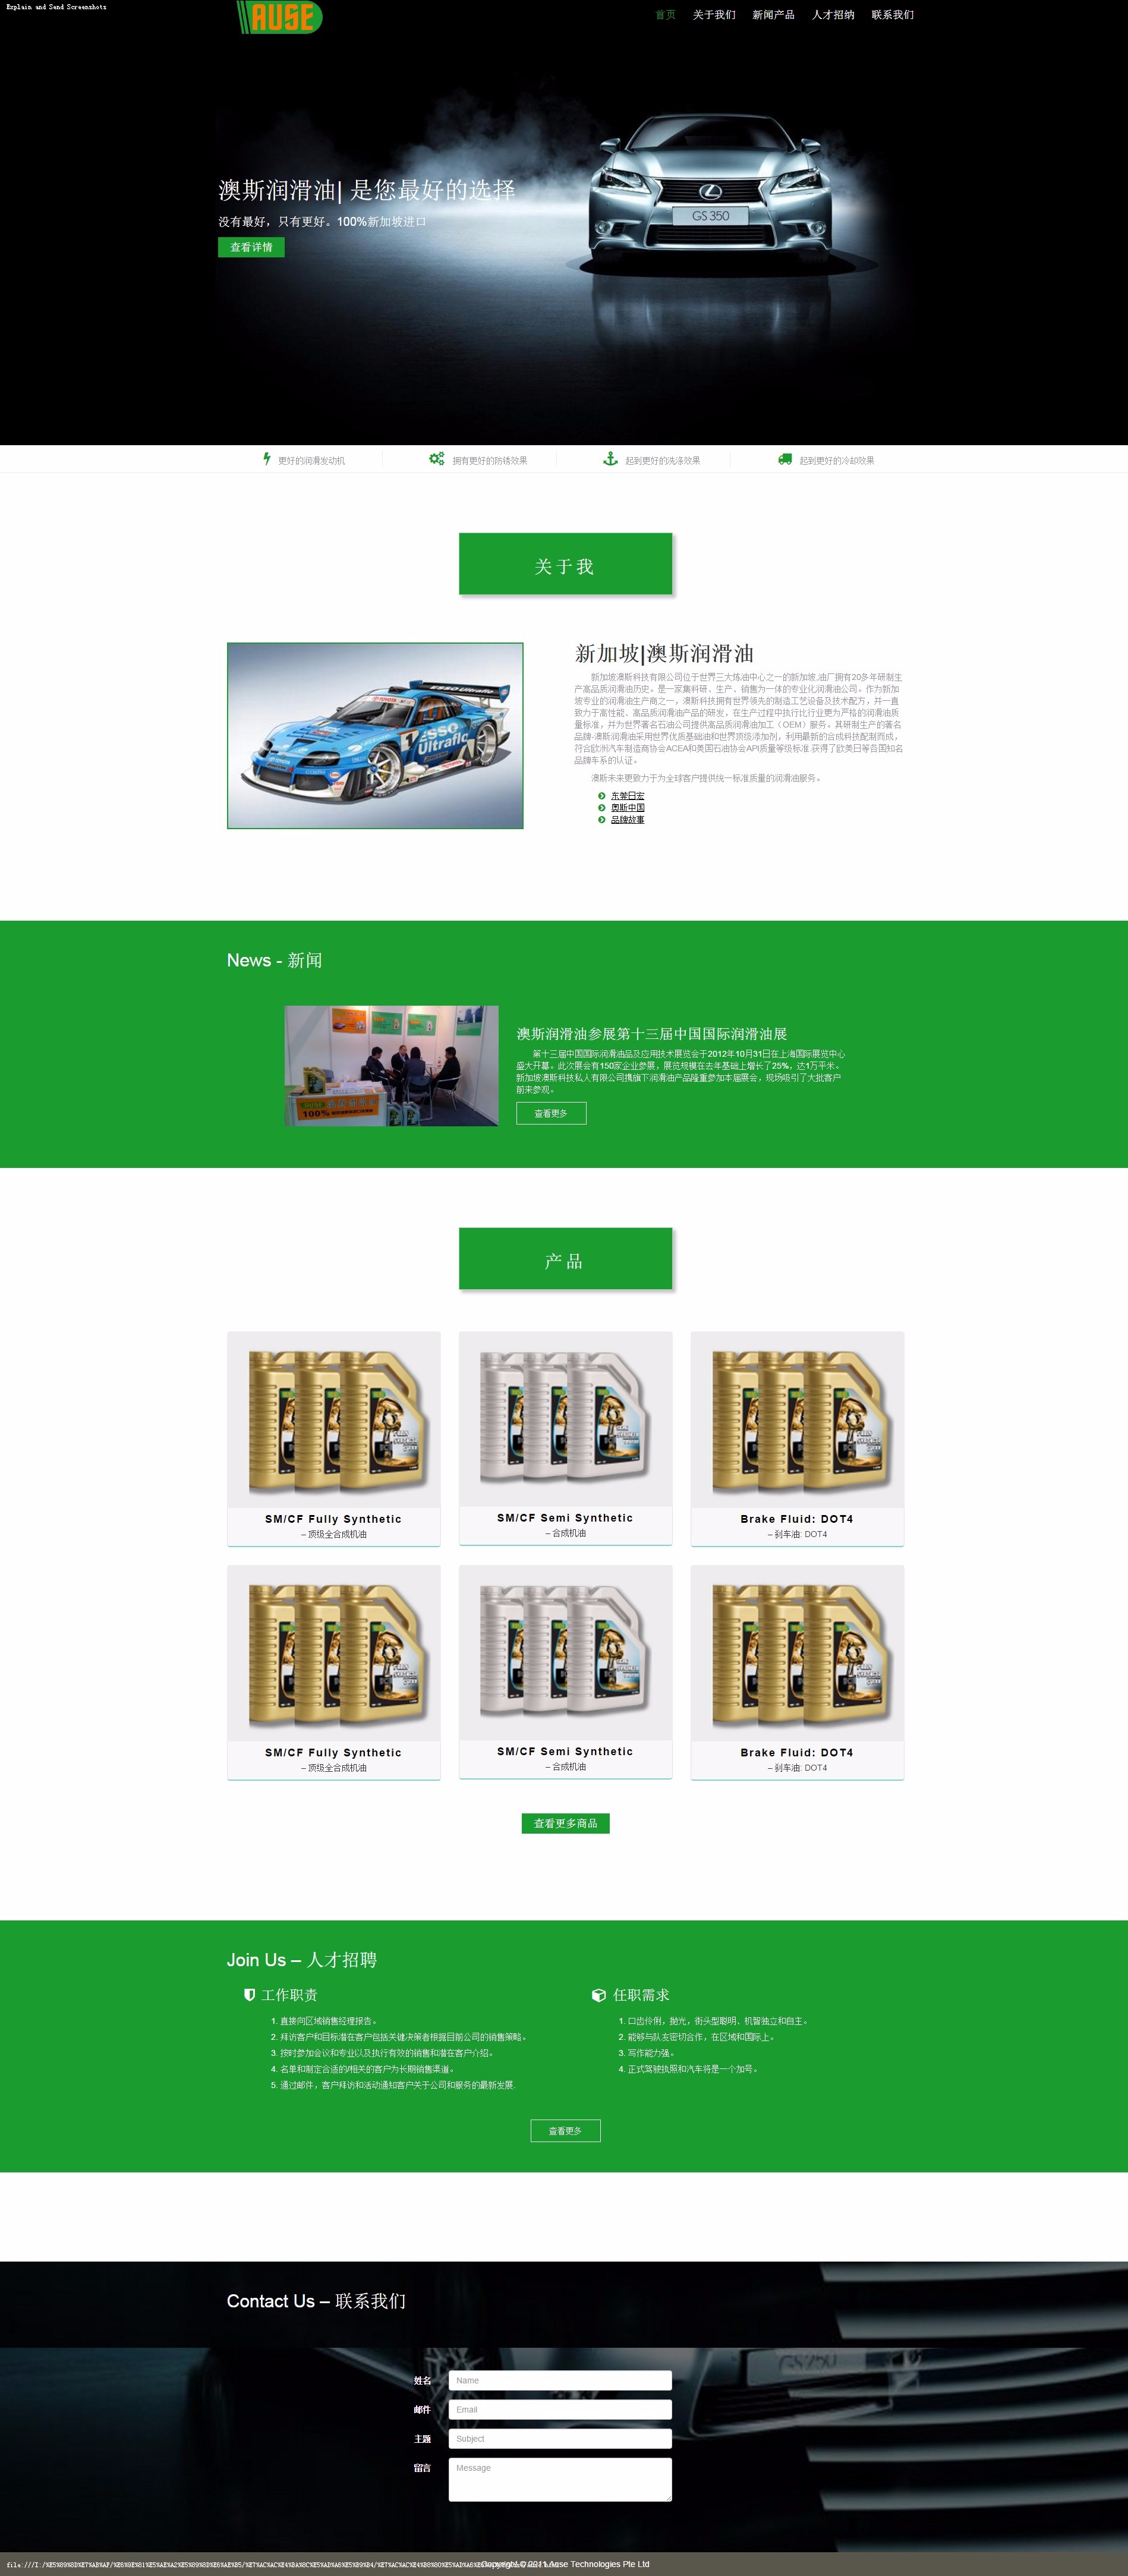 Explain and Send Screenshots
AUSE
首页 关于我们 新闻产品 人才招纳 联系我们
GS 350
澳斯润滑油| 是您最好的选择
没有最好，只有更好。100%新加坡进口
查看详情
更好的润滑发动机 拥有更好的防锈效果 起到更好的洗涤效果 起到更好的冷却效果
关于我
新加坡|澳斯润滑油
新加坡澳斯科技有限公司位于世界三大炼油中心之一的新加坡,油厂拥有20多年研制生
产高品质润滑油历史。是一家集科研、生产、销售为一体的专业化润滑油公司。作为新加
坡专业的润滑油生产商之一，澳斯科技拥有世界领先的制造工艺设备及技术配方，并一直
致力于高性能、高品质润滑油产品的研发，在生产过程中执行比行业更为严格的润滑油质
量标准，并为世界著名石油公司提供高品质润滑油加工（OEM）服务。其研制生产的著名
品牌-澳斯润滑油采用世界优质基础油和世界顶级添加剂，利用最新的合成科技配制而成，
符合欧洲汽车制造商协会ACEA和美国石油协会API质量等级标准.获得了欧美日等各国知名
品牌车系的认证。
澳斯未来更致力于为全球客户提供统一标准质量的润滑油服务。
东莞日宏
奥斯中国
品牌故事
esso
Ultraflo
News - 新闻
澳斯润滑油参展第十三届中国国际润滑油展
第十三届中国国际润滑油品及应用技术展览会于2012年10月31日在上海国际展览中心
盛大开幕。此次展会有150家企业参展，展览规模在去年基础上增长了25%，达1万平米。
新加坡澳斯科技私人有限公司携旗下润滑油产品隆重参加本届展会，现场吸引了大批客户
前来参观。
查看更多
100%
产品
SM/CF Fully Synthetic SM/CF Semi Synthetic Brake Fluid: DOT4
– 顶级全合成机油 – 合成机油 – 刹车油: DOT4
SM/CF Fully Synthetic SM/CF Semi Synthetic Brake Fluid: DOT4
– 顶级全合成机油 – 合成机油 – 刹车油: DOT4
查看更多商品
Join Us – 人才招聘
工作职责
1. 直接向区域销售经理报告。
2. 拜访客户和目标潜在客户包括关键决策者根据目前公司的销售策略。
3. 按时参加会议和专业以及执行有效的销售和潜在客户介绍。
4. 名单和制定合适的/相关的客户为长期销售渠道。
5. 通过邮件，客户拜访和活动通知客户关于公司和服务的最新发展.
任职需求
1. 口齿伶俐，抛光，街头型聪明、机智独立和自主。
2. 能够与队友密切合作，在区域和国际上。
3. 写作能力强。
4. 正式驾驶执照和汽车将是一个加号。
查看更多
Contact Us – 联系我们
姓名 Name
邮件 Email
主题 Subject
留言 Message
Copyright © 2011 Ause Technologies Pte Ltd